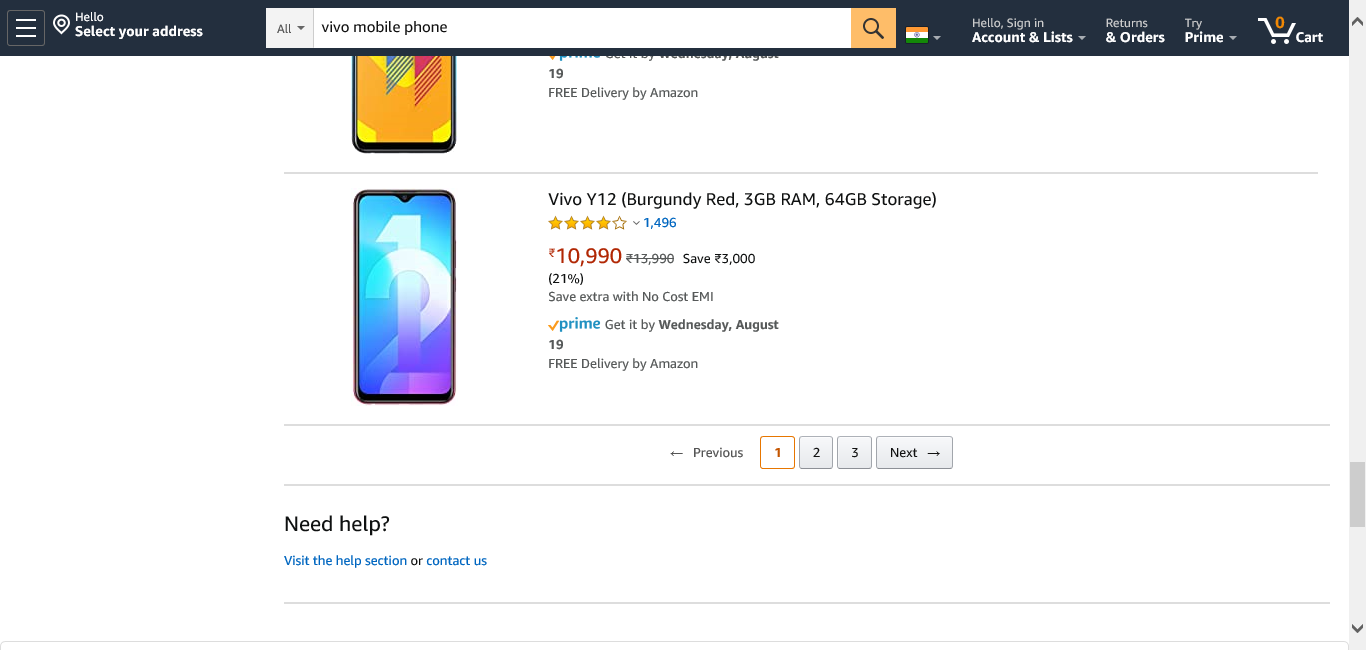 Hello
Select your address
All
vivo mobile phone
Hello, Sign in
Account & Lists
Returns
& Orders
Try
Prime
0
Cart
prime Get it by Wednesday, August
19
FREE Delivery by Amazon
Vivo Y12 (Burgundy Red, 3GB RAM, 64GB Storage)
1,496
₹10,990 ₹13,990 Save ₹3,000
(21%)
Save extra with No Cost EMI
prime Get it by Wednesday, August
19
FREE Delivery by Amazon
← Previous 1 2 3 Next →
Need help?
Visit the help section or contact us